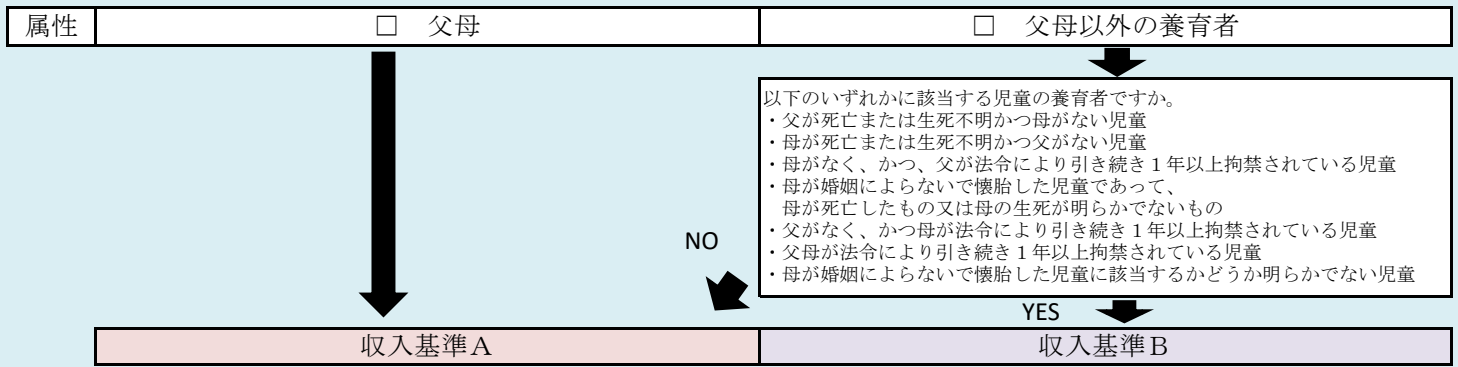 属性
□ 父母
□ 父母以外の養育者
以下のいずれかに該当する児童の養育者ですか。
・父が死亡または生死不明かつ母がない児童
・母が死亡または生死不明かつ父がない児童
・母がなく、かつ、父が法令により引き続き１年以上拘禁されている児童
・母が婚姻によらないで懐胎した児童であって、
母が死亡したもの又は母の生死が明らかでないもの
・父がなく、かつ母が法令により引き続き１年以上拘禁されている児童
・父母が法令により引き続き１年以上拘禁されている児童
・母が婚姻によらないで懐胎した児童に該当するかどうか明らかでない児童
NO
YES
収入基準Ａ
収入基準Ｂ